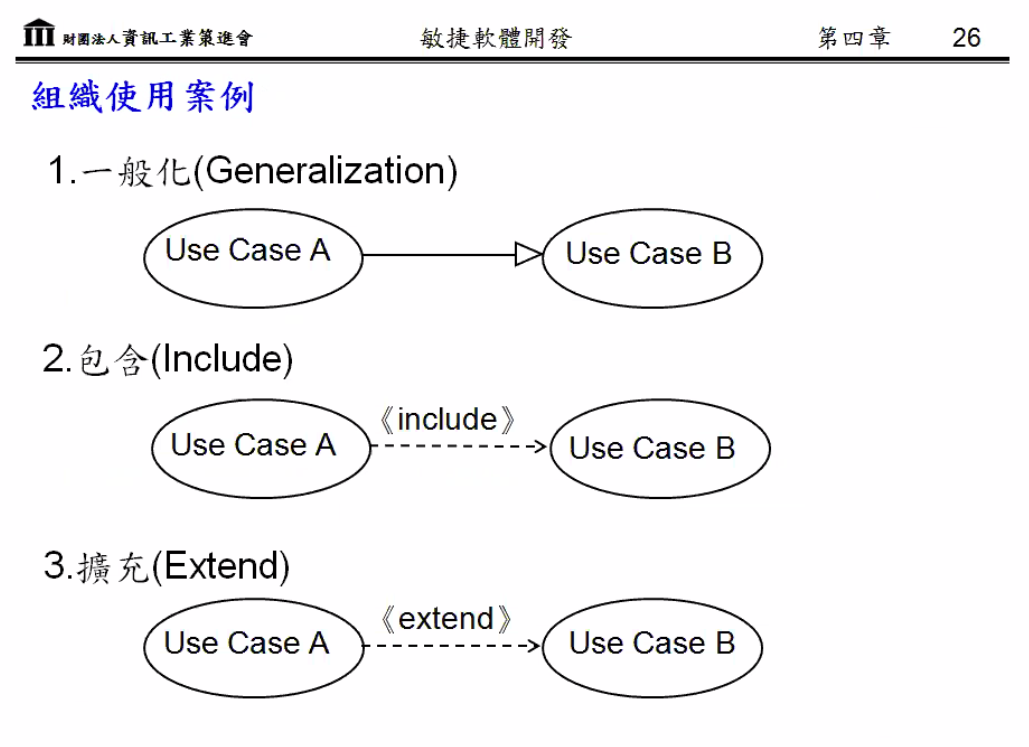 財團法人資訊工業策進會 敏捷軟體開發 第四章 26
組織使用案例
1.一般化(Generalization)
Use Case A Use Case B
2.包含(Include)
《include》
Use Case A Use Case B
3.擴充(Extend)
《extend》
Use Case A Use Case B